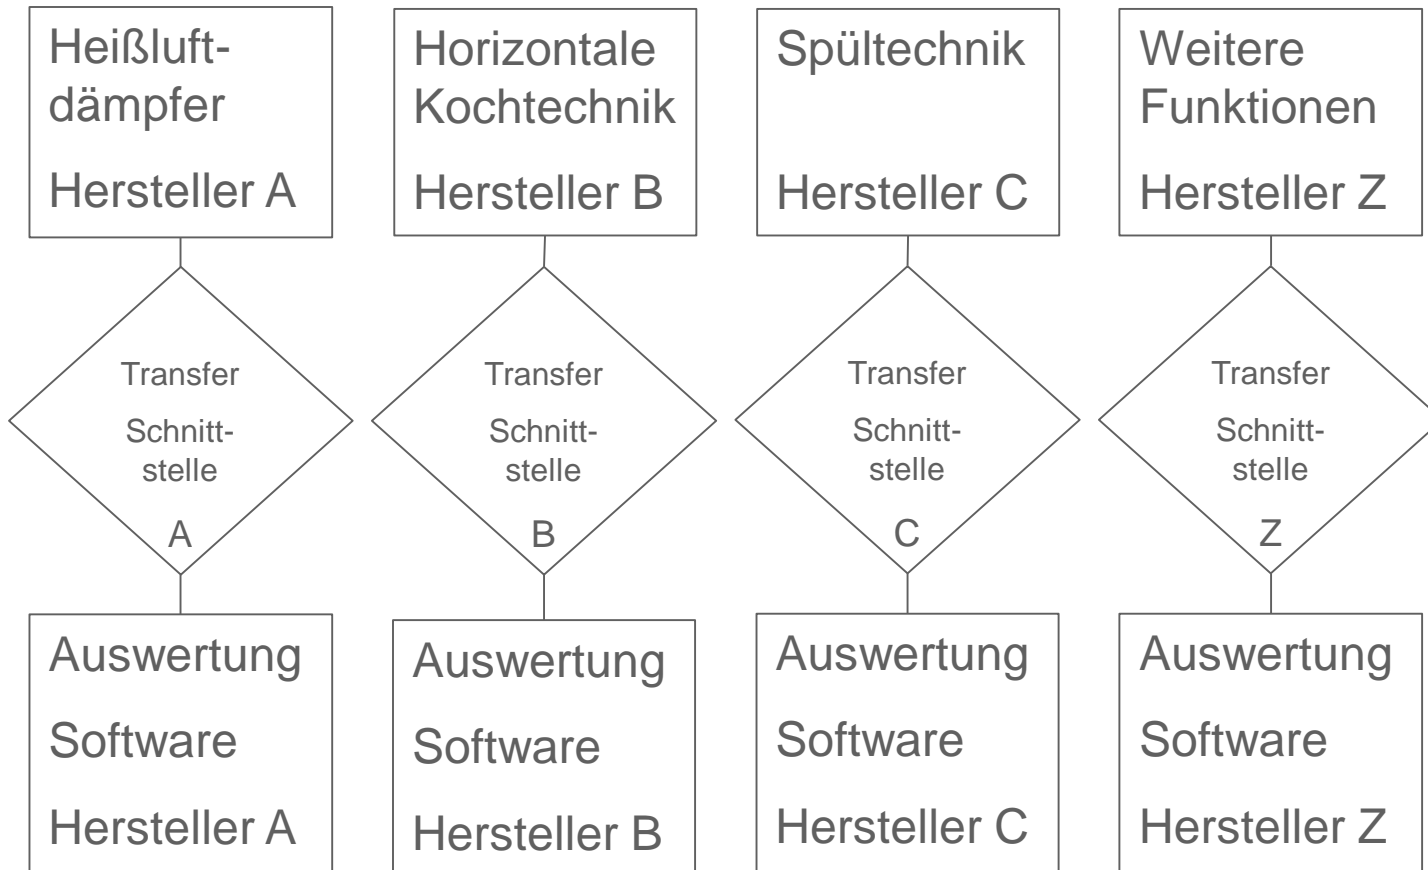 Heißluft-
dämpfer
Hersteller A
Horizontale
Kochtechnik
Hersteller B
Spültechnik
Hersteller C
Weitere
Funktionen
Hersteller Z
Transfer
Schnitt-
stelle
A
Transfer
Schnitt-
stelle
B
Transfer
Schnitt-
stelle
C
Transfer
Schnitt-
stelle
Z
Auswertung
Software
Hersteller A
Auswertung
Software
Hersteller B
Auswertung
Software
Hersteller C
Auswertung
Software
Hersteller Z